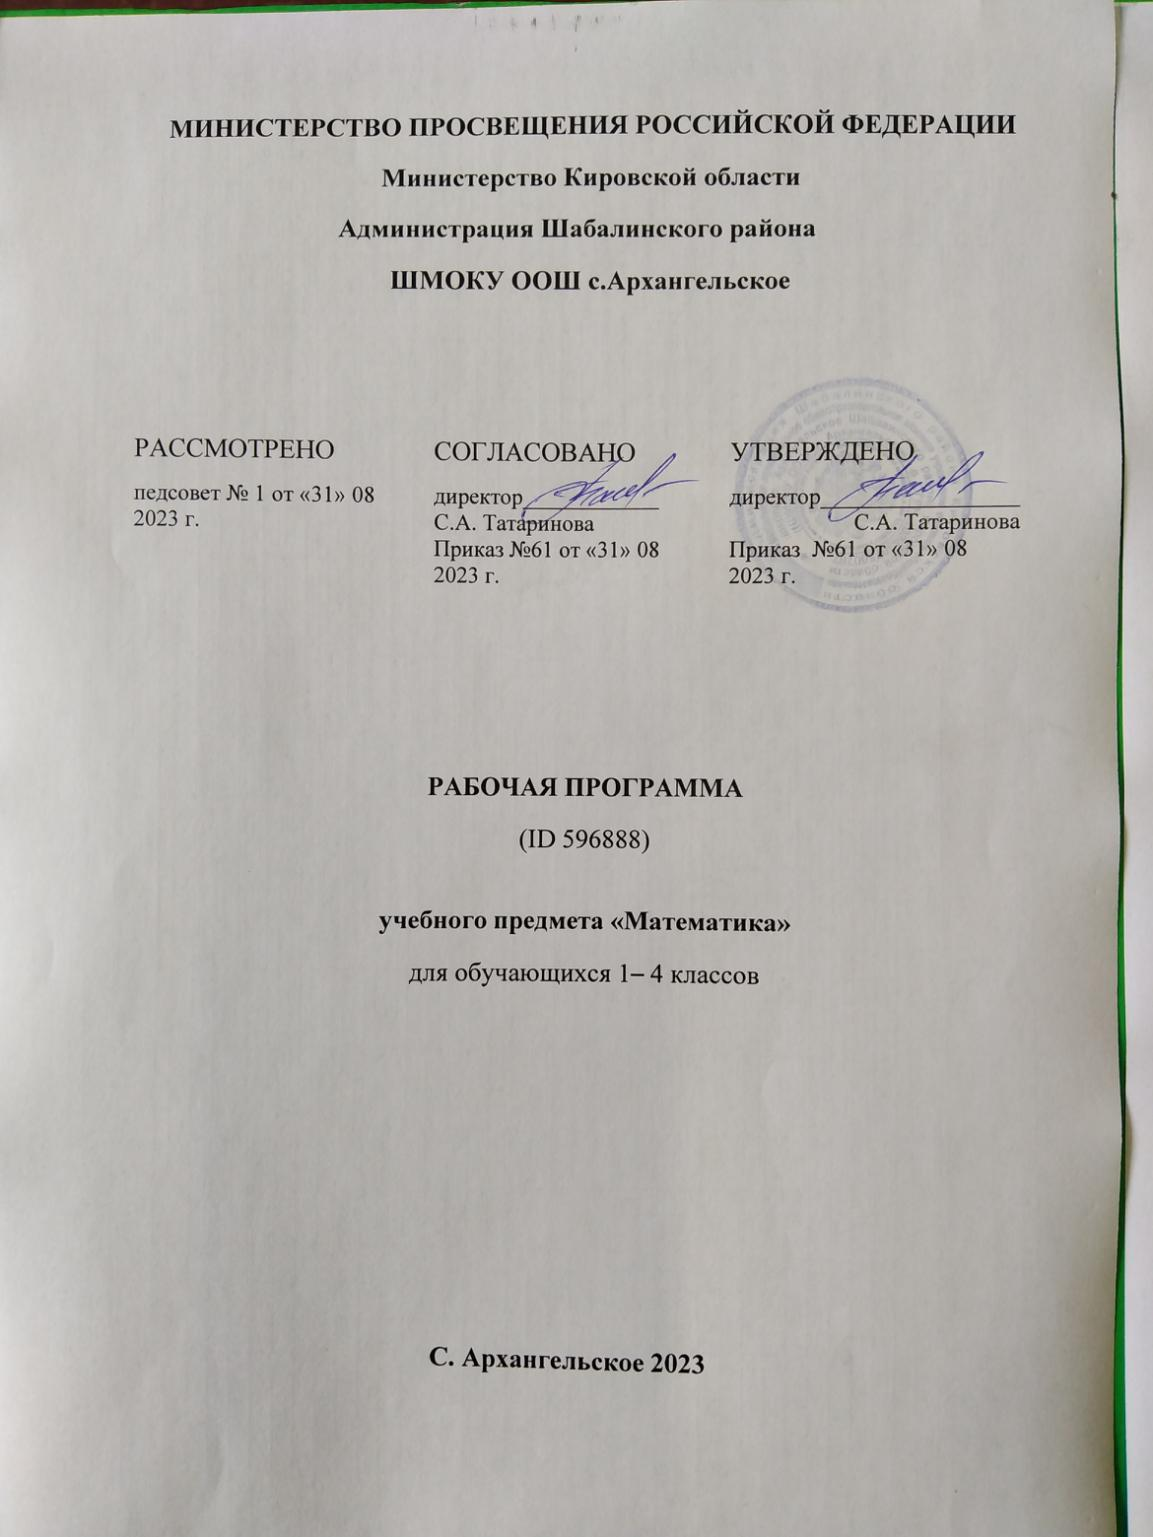 МИНИСТЕРСТВО ПРОСВЕЩЕНИЯ РОССИЙСКОЙ ФЕДЕРАЦИИ
Министерство Кировской области
Администрация Шабалинского района
ШМОКУ ООШ с.Архангельское
РАССМОТРЕНО
педсовет № 1 от «31» 08
2023 г.
СОГЛАСОВАНО
директор
С.А. Татаринова
Приказ №61 от «31» 08
2023 г.
УТВЕРЖДЕНО
директор
С.А. Татаринова
Приказ №61 от «31» 08
2023 г.
РАБОЧАЯ ПРОГРАММА
(ID 596888)
учебного предмета «Математика»
для обучающихся 1– 4 классов
С. Архангельское 2023